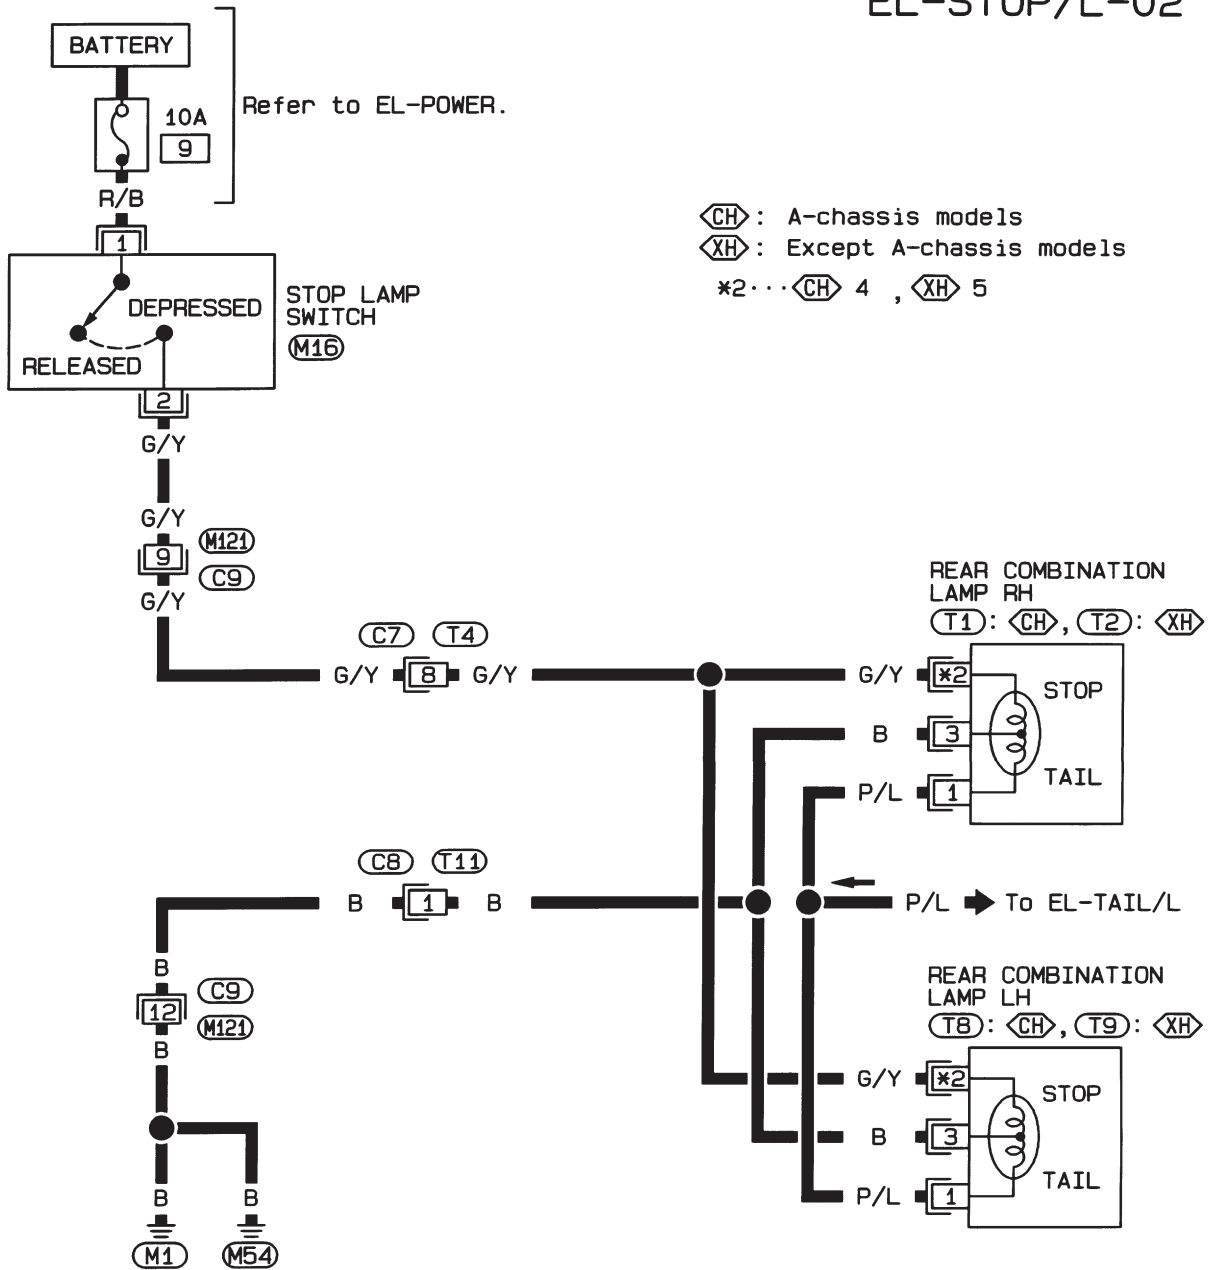 EL-STOP/L-02
BATTERY
10A
9
Refer to EL-POWER.
R/B
1
DEPRESSED
RELEASED
STOP LAMP
SWITCH
M16
2
CH : A-chassis models
XH : Except A-chassis models
*2··· CH 4 , XH 5
G/Y
G/Y
9
M121
C9
G/Y
C7 T4
G/Y 8 G/Y
REAR COMBINATION
LAMP RH
T1 : CH , T2 : XH
G/Y *2
STOP
B 3
TAIL
P/L 1
C8 T11
B 1 B
P/L To EL-TAIL/L
B
12
C9
M121
B
REAR COMBINATION
LAMP LH
T8 : CH , T9 : XH
G/Y *2
STOP
B 3
TAIL
P/L 1
B B
M1 M54